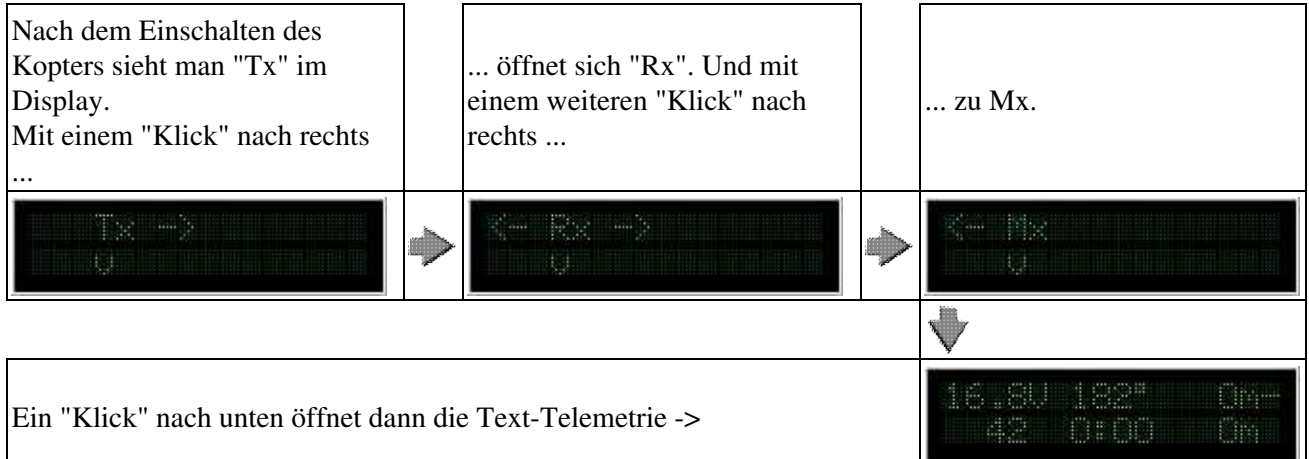 Nach dem Einschalten des
Kopters sieht man "Tx" im
Display.
Mit einem "Klick" nach rechts
...
... öffnet sich "Rx". Und mit
einem weiteren "Klick" nach
rechts ...
... zu Mx.
Tx ->
V
<- Rx ->
V
<- Mx
V
Ein "Klick" nach unten öffnet dann die Text-Telemetrie ->
16.8V 182° 0m-
42 0:00 0m